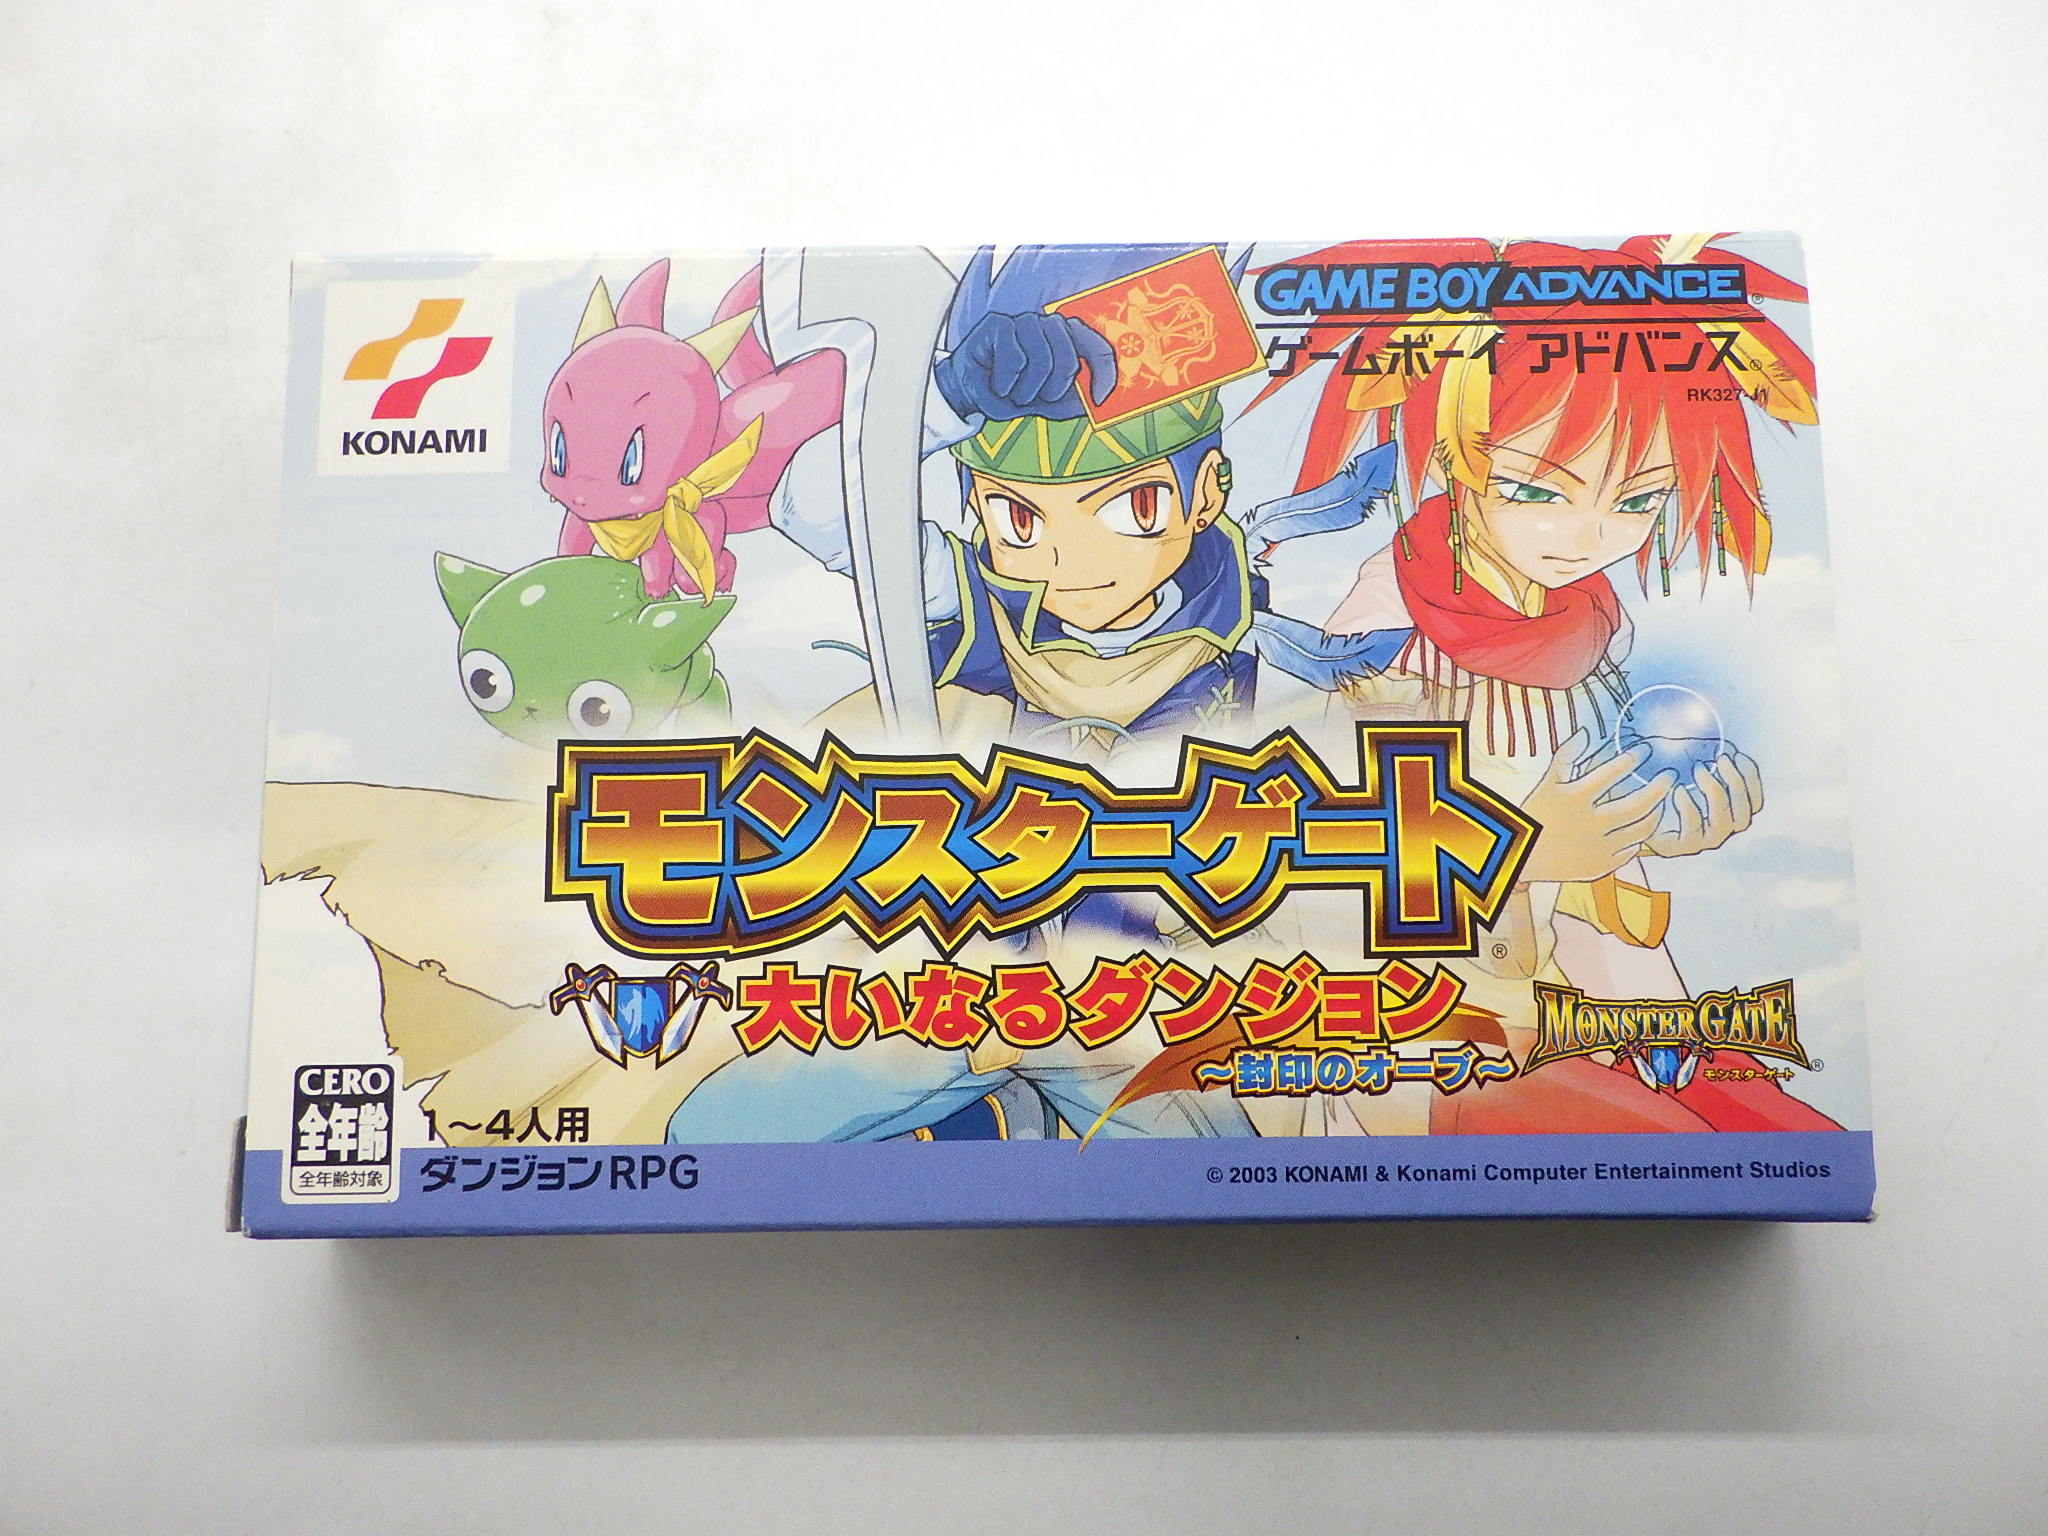 KONAMI
GAME BOY ADVANCE®
ゲームボーイ アドバンス®
RK327-J1
モンスターゲート®
大いなるダンジョン
～封印のオーブ～
MONSTER GATE®
モンスターゲート
CERO
全年齢
全年齢対象
1～4人用
ダンジョンRPG
© 2003 KONAMI & Konami Computer Entertainment Studios